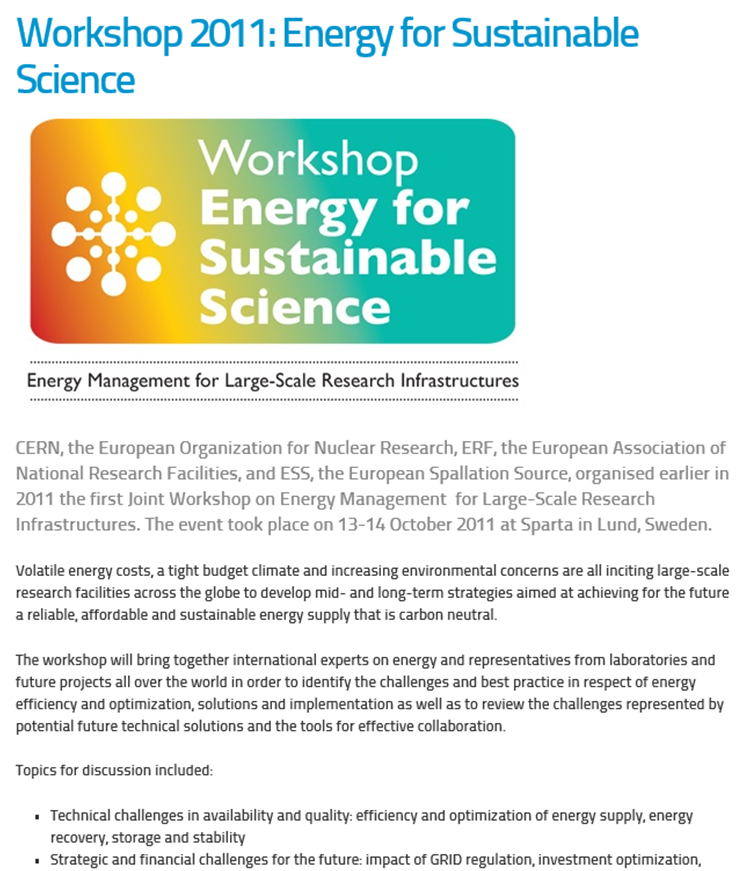 Workshop 2011: Energy for Sustainable
Science
Workshop
Energy for
Sustainable
Science
Energy Management for Large-Scale Research Infrastructures
CERN, the European Organization for Nuclear Research, ERF, the European Association of
National Research Facilities, and ESS, the European Spallation Source, organised earlier in
2011 the first Joint Workshop on Energy Management for Large-Scale Research
Infrastructures. The event took place on 13-14 October 2011 at Sparta in Lund, Sweden.
Volatile energy costs, a tight budget climate and increasing environmental concerns are all inciting large-scale
research facilities across the globe to develop mid- and long-term strategies aimed at achieving for the future
a reliable, affordable and sustainable energy supply that is carbon neutral.
The workshop will bring together international experts on energy and representatives from laboratories and
future projects all over the world in order to identify the challenges and best practice in respect of energy
efficiency and optimization, solutions and implementation as well as to review the challenges represented by
potential future technical solutions and the tools for effective collaboration.
Topics for discussion included:
▪ Technical challenges in availability and quality: efficiency and optimization of energy supply, energy
recovery, storage and stability
▪ Strategic and financial challenges for the future: impact of GRID regulation, investment optimization,